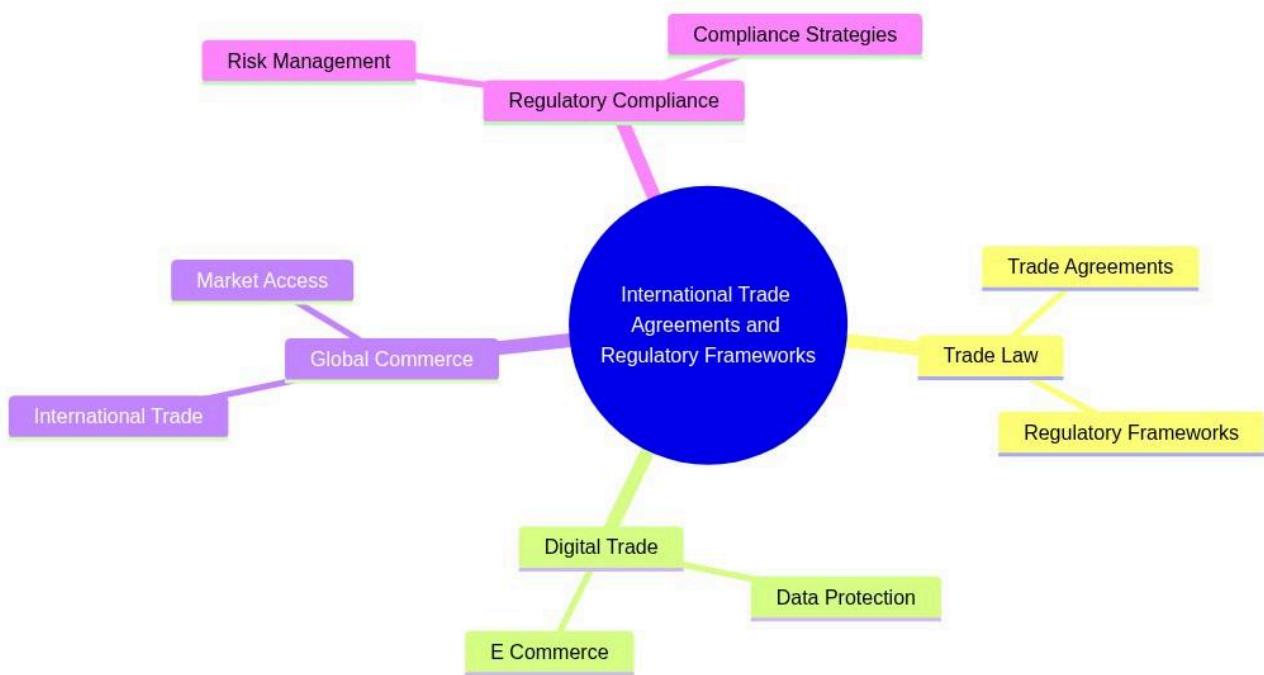 Compliance Strategies
Risk Management
Regulatory Compliance
Market Access
Global Commerce
International Trade
International Trade
Agreements and
Regulatory Frameworks
Trade Agreements
Trade Law
Regulatory Frameworks
Digital Trade
Data Protection
E Commerce